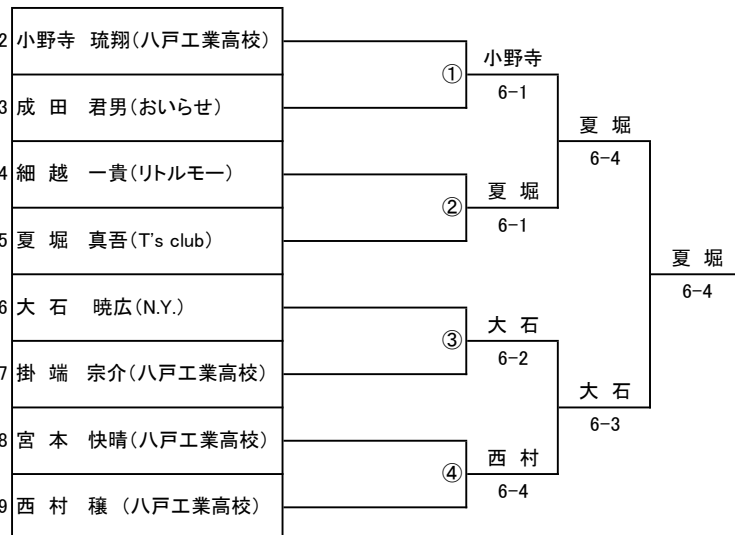 2 小野寺 琉翔(八戸工業高校)
3 成田 君男(おいらせ)
4 細越 一貴(リトルモー)
5 夏堀 真吾(T's club)
6 大石 暁広(N.Y.)
7 掛端 宗介(八戸工業高校)
8 宮本 快晴(八戸工業高校)
9 西村 穣 (八戸工業高校)
①
②
③
④
小野寺
6-1
夏堀
6-1
大石
6-2
西村
6-4
夏堀
6-4
大石
6-3
夏堀
6-4